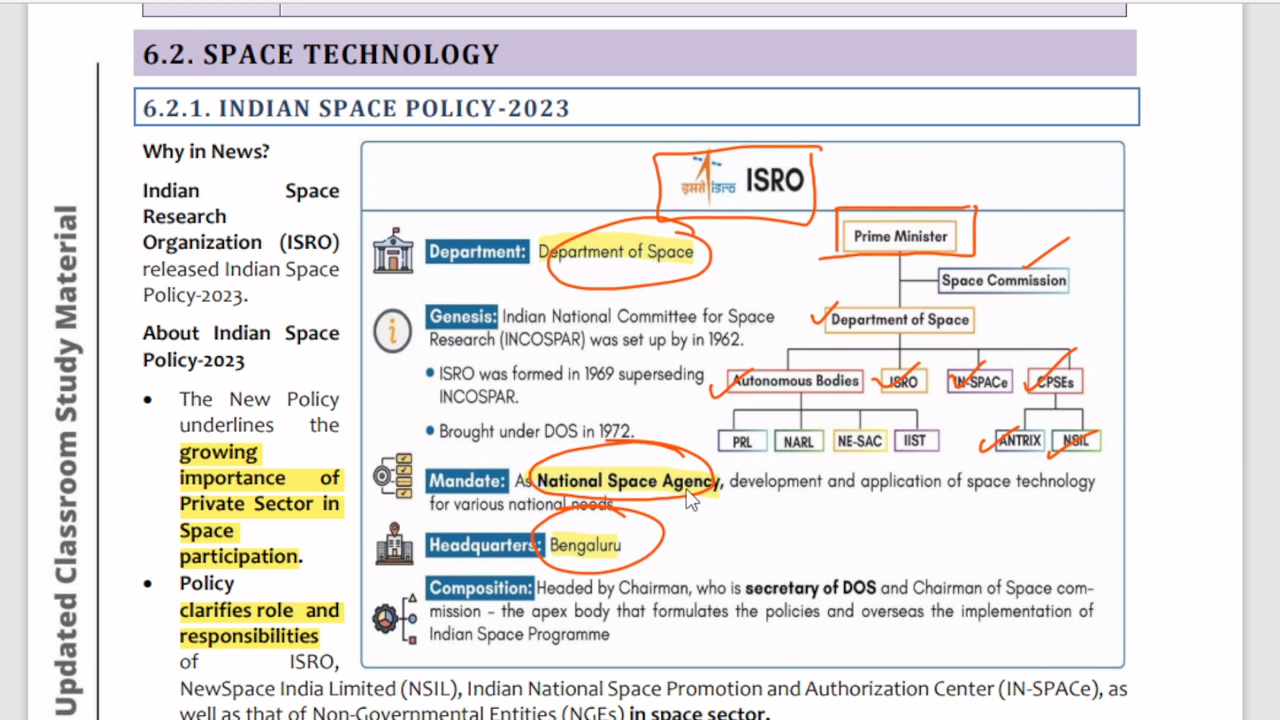 6.2. SPACE TECHNOLOGY
6.2.1. INDIAN SPACE POLICY-2023
Updated Classroom Study Material
Why in News?
Indian Space
Research
Organization (ISRO)
released Indian Space
Policy-2023.
About Indian Space
Policy-2023
• The New Policy
underlines the
growing
importance of
Private Sector in
Space
participation.
• Policy
clarifies role and
responsibilities
of ISRO,
NewSpace India Limited (NSIL), Indian National Space Promotion and Authorization Center (IN-SPACe), as
well as that of Non-Governmental Entities (NGEs) in space sector.
इसरो isro ISRO
Department: Department of Space
Genesis: Indian National Committee for Space
Research (INCOSPAR) was set up by in 1962.
• ISRO was formed in 1969 superseding
INCOSPAR.
• Brought under DOS in 1972.
Prime Minister
Space Commission
Department of Space
Autonomous Bodies ISRO IN-SPACe CPSEs
PRL NARL NE-SAC IIST ANTRIX NSIL
Mandate: As National Space Agency, development and application of space technology
for various national needs
Headquarters: Bengaluru
Composition: Headed by Chairman, who is secretary of DOS and Chairman of Space com-
mission - the apex body that formulates the policies and overseas the implementation of
Indian Space Programme